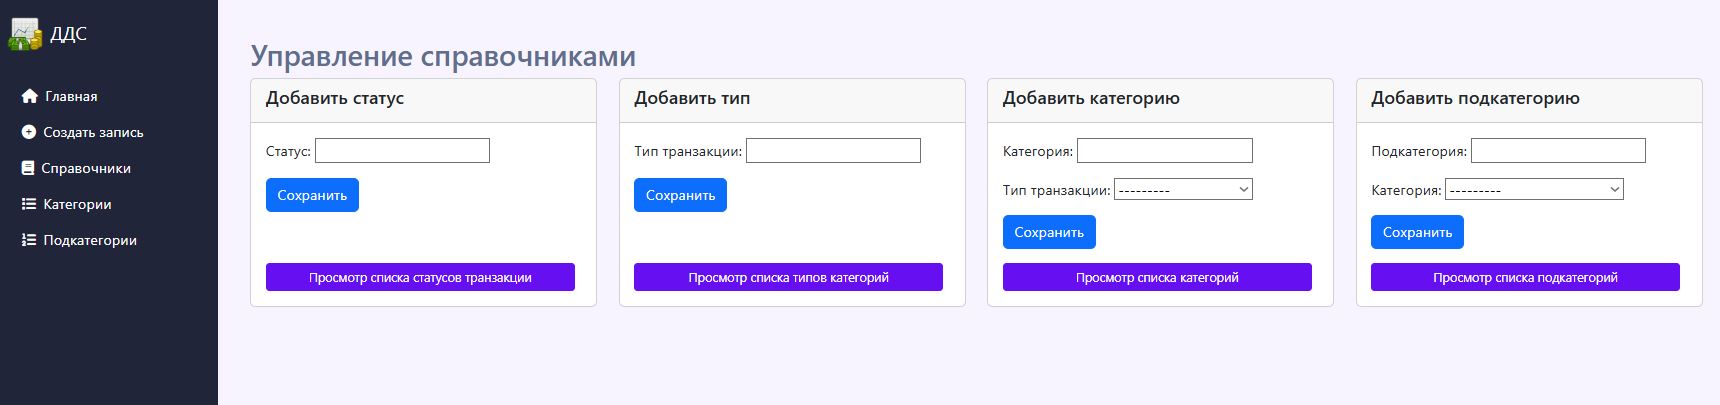 ДДС
Главная
Создать запись
Справочники
Категории
Подкатегории
Управление справочниками
Добавить статус
Статус:
Сохранить
Просмотр списка статусов транзакции
Добавить тип
Тип транзакции:
Сохранить
Просмотр списка типов категорий
Добавить категорию
Категория:
Тип транзакции: ---------
Сохранить
Просмотр списка категорий
Добавить подкатегорию
Подкатегория:
Категория: ---------
Сохранить
Просмотр списка подкатегорий